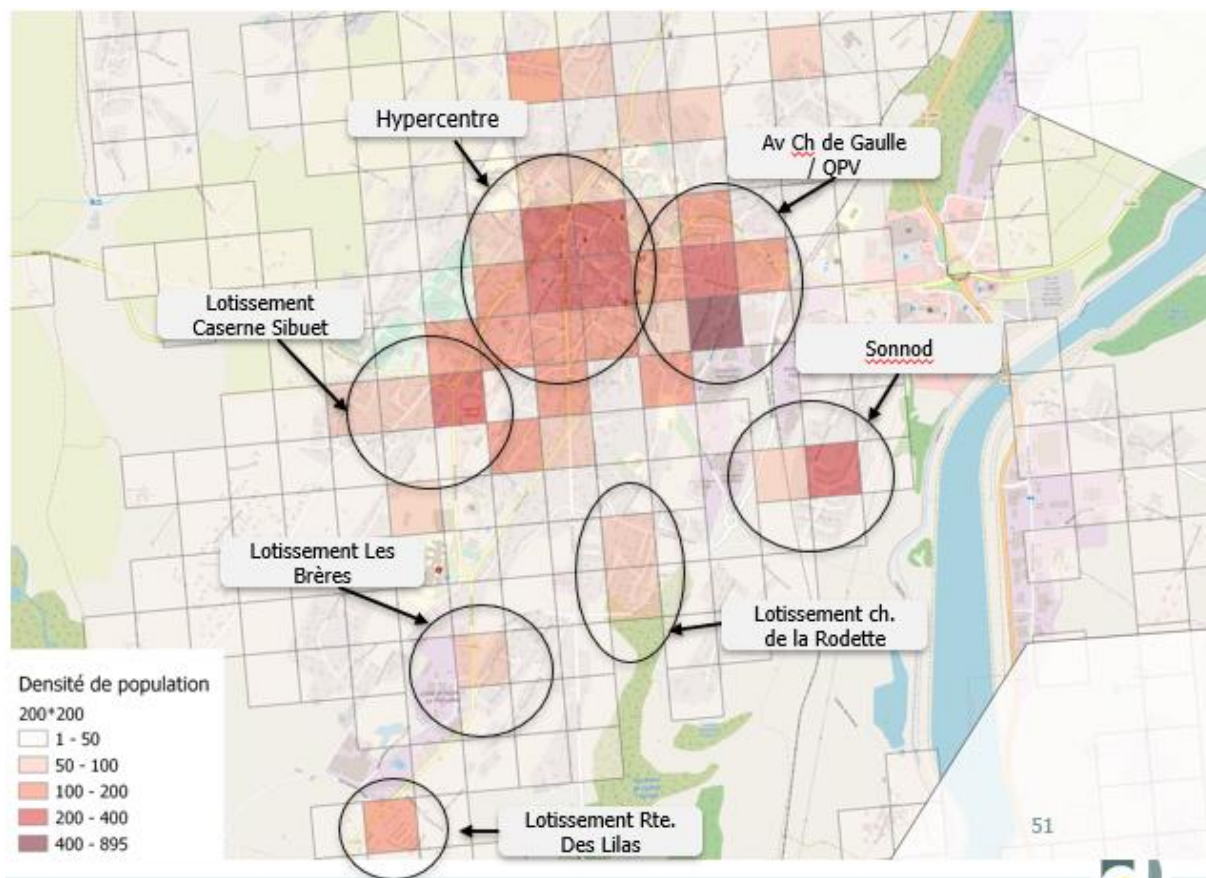 Hypercentre
Av Ch de Gaulle
/ QPV
Lotissement
Caserne Sibuet
Sonnod
Lotissement Les
Brères
Lotissement ch.
de la Rodette
Densité de population
200*200
1 - 50
50 - 100
100 - 200
200 - 400
400 - 895
Lotissement Rte.
Des Lilas
51